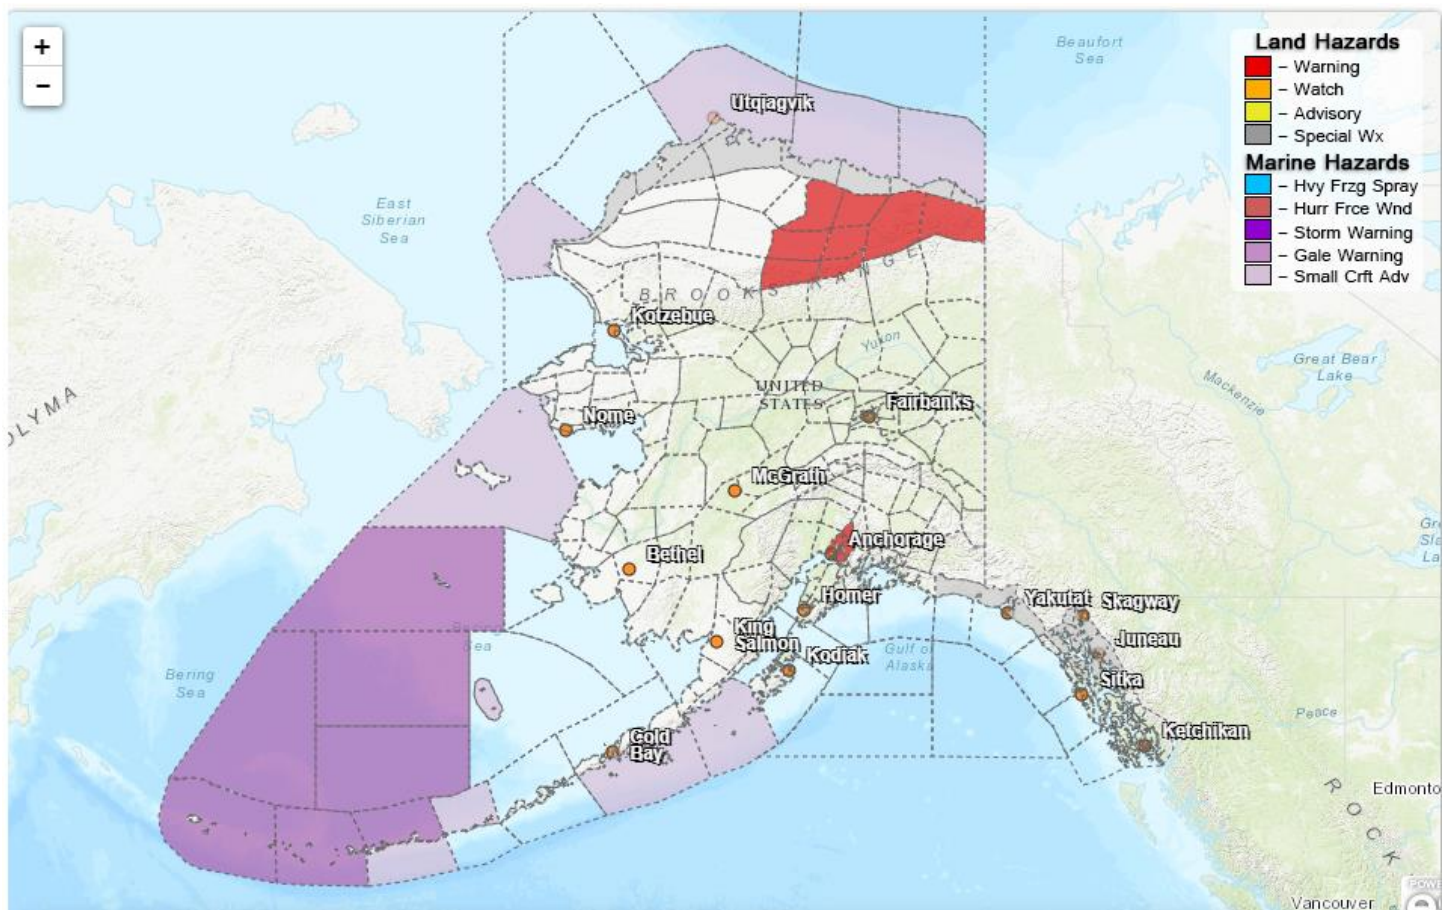 +
−
Beaufort
Sea
Land Hazards
– Warning
– Watch
– Advisory
– Special Wx
Marine Hazards
– Hvy Frzg Spray
– Hurr Frce Wnd
– Storm Warning
– Gale Warning
– Small Crft Adv
Utqiagvik
East
Siberian
Sea
BROOKS RANGE
Kotzebue
Yukon
Great Bear
Lake
Mackenzie
OLYMA
UNITED
STATES
Nome
Fairbanks
McGrath
Anchorage
Bethel
Homer
Yakutat
Skagway
King
Salmon
Juneau
Kodiak
Gulf of
Alaska
Sea
Bering
Sea
Sitka
Peace
Ketchikan
Cold
Bay
Edmonto
ROCK
Vancouver
POWE